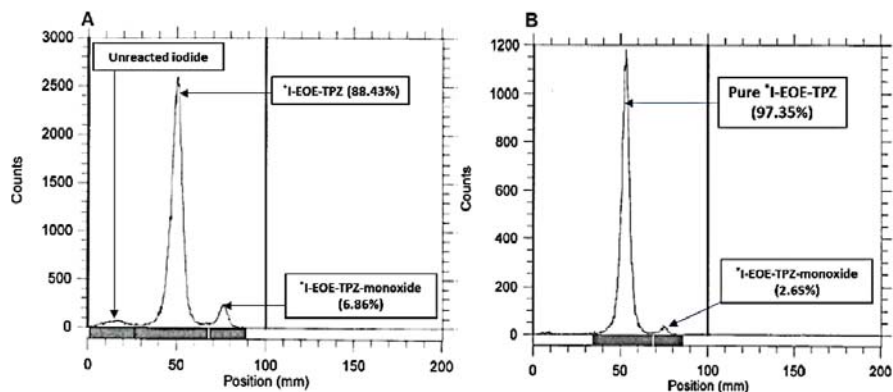 A
3000
2500
2000
1500
1000
500
0
Counts
Unreacted iodide
*I-EOE-TPZ (88.43%)
*I-EOE-TPZ-monoxide
(6.86%)
0 50 100 150 200
Position (mm)
B
1200
1000
800
600
400
200
0
Counts
Pure *I-EOE-TPZ
(97.35%)
*I-EOE-TPZ-monoxide
(2.65%)
0 50 100 150 200
Position (mm)